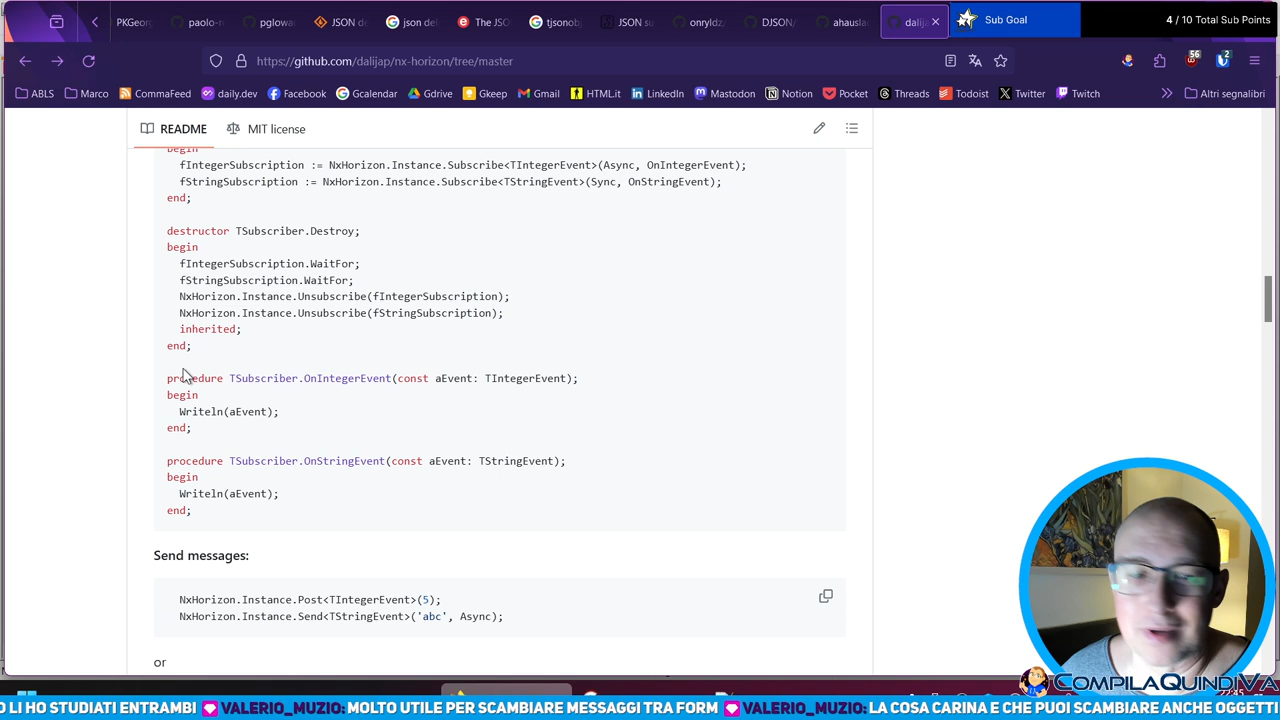 PKGeorg
paolo-r
pglowac
JSON de
json del
The JSO
tjsonobj
JSON su
onryldz/
DJSON/
ahauslа
dalijap
Sub Goal
4 / 10 Total Sub Points
https://github.com/dalijap/nx-horizon/tree/master
56
2
ABLS
Marco
CommaFeed
daily.dev
Facebook
Gcalendar
Gdrive
Gkeep
Gmail
HTML.it
LinkedIn
Mastodon
Notion
Pocket
Threads
Todoist
Twitter
Twitch
Altri segnalibri
README
MIT license
begin
fIntegerSubscription := NxHorizon.Instance.Subscribe<TIntegerEvent>(Async, OnIntegerEvent);
fStringSubscription := NxHorizon.Instance.Subscribe<TStringEvent>(Sync, OnStringEvent);
end;
destructor TSubscriber.Destroy;
begin
fIntegerSubscription.WaitFor;
fStringSubscription.WaitFor;
NxHorizon.Instance.Unsubscribe(fIntegerSubscription);
NxHorizon.Instance.Unsubscribe(fStringSubscription);
inherited;
end;
procedure TSubscriber.OnIntegerEvent(const aEvent: TIntegerEvent);
begin
Writeln(aEvent);
end;
procedure TSubscriber.OnStringEvent(const aEvent: TStringEvent);
begin
Writeln(aEvent);
end;
Send messages:
NxHorizon.Instance.Post<TIntegerEvent>(5);
NxHorizon.Instance.Send<TStringEvent>('abc', Async);
or
COMPILAQUINDIVA
O LI HO STUDIATI ENTRAMBI VALERIO_MUZIO: MOLTO UTILE PER SCAMBIARE MESSAGGI TRA FORM VALERIO_MUZIO: LA COSA CARINA E CHE PUOI SCAMBIARE ANCHE OGGETTI